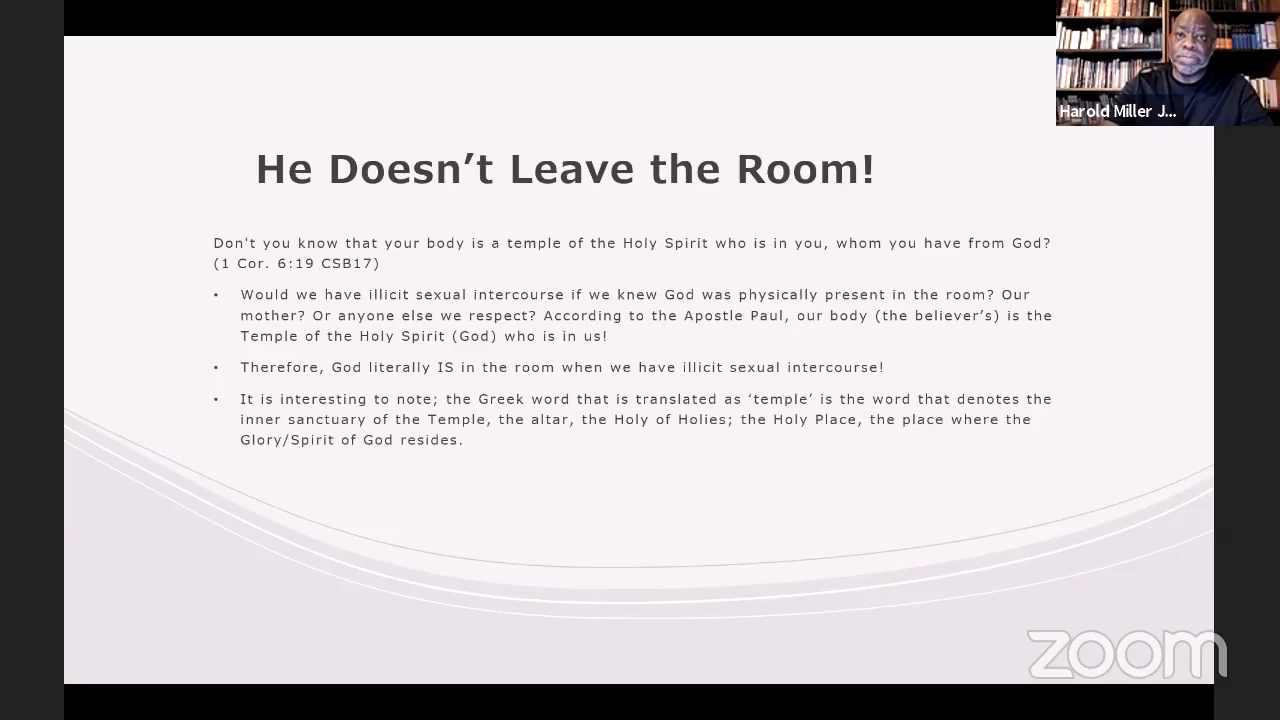 Harold Miller J...
He Doesn’t Leave the Room!
Don't you know that your body is a temple of the Holy Spirit who is in you, whom you have from God?
(1 Cor. 6:19 CSB17)
• Would we have illicit sexual intercourse if we knew God was physically present in the room? Our
mother? Or anyone else we respect? According to the Apostle Paul, our body (the believer’s) is the
Temple of the Holy Spirit (God) who is in us!
• Therefore, God literally IS in the room when we have illicit sexual intercourse!
• It is interesting to note; the Greek word that is translated as ‘temple’ is the word that denotes the
inner sanctuary of the Temple, the altar, the Holy of Holies; the Holy Place, the place where the
Glory/Spirit of God resides.
zoom